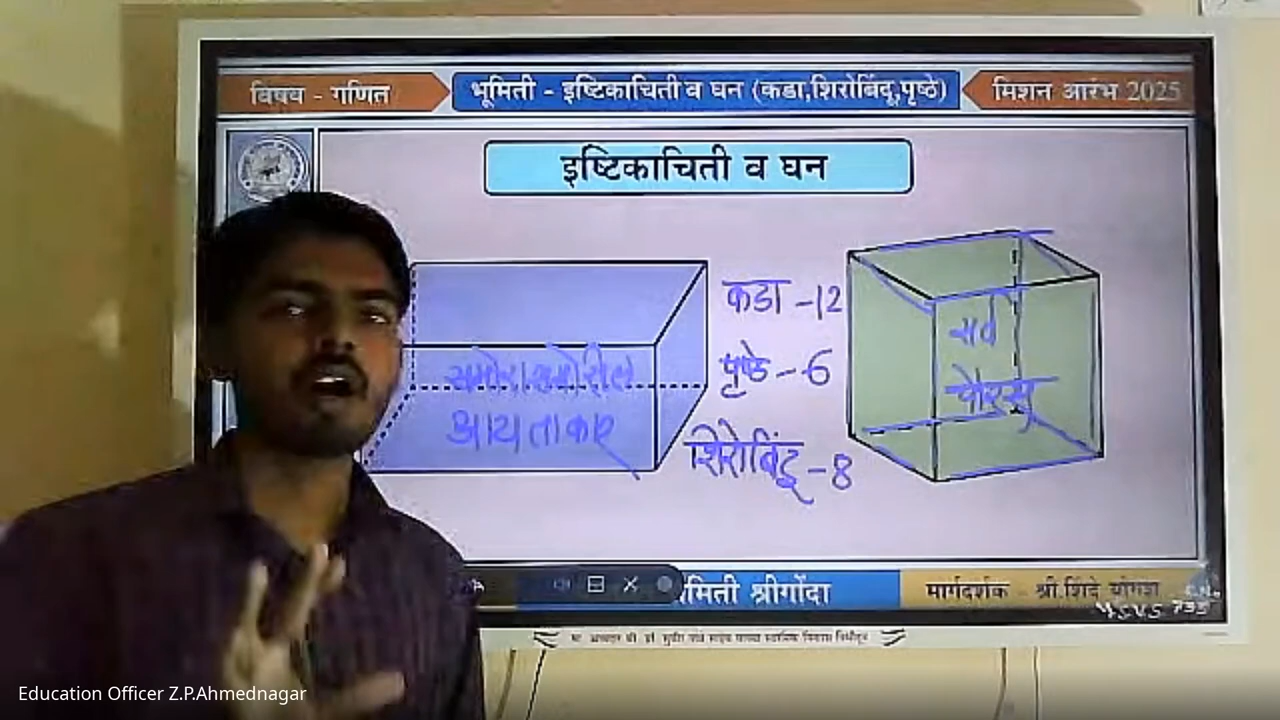 विषय - गणित
भूमिती - इष्टिकाचिती व घन (कडा,शिरोबिंदू,पृष्ठे)
मिशन आरंभ 2025
इष्टिकाचिती व घन
कडा -12
पृष्ठे - 6
शिरोबिंदू - 8
समोरासमोरील
आयताकार
सर्व
चौरस
मिती श्रीगोंदा
मार्गदर्शक - श्री.शिंदे योगेश
Education Officer Z.P.Ahmednagar